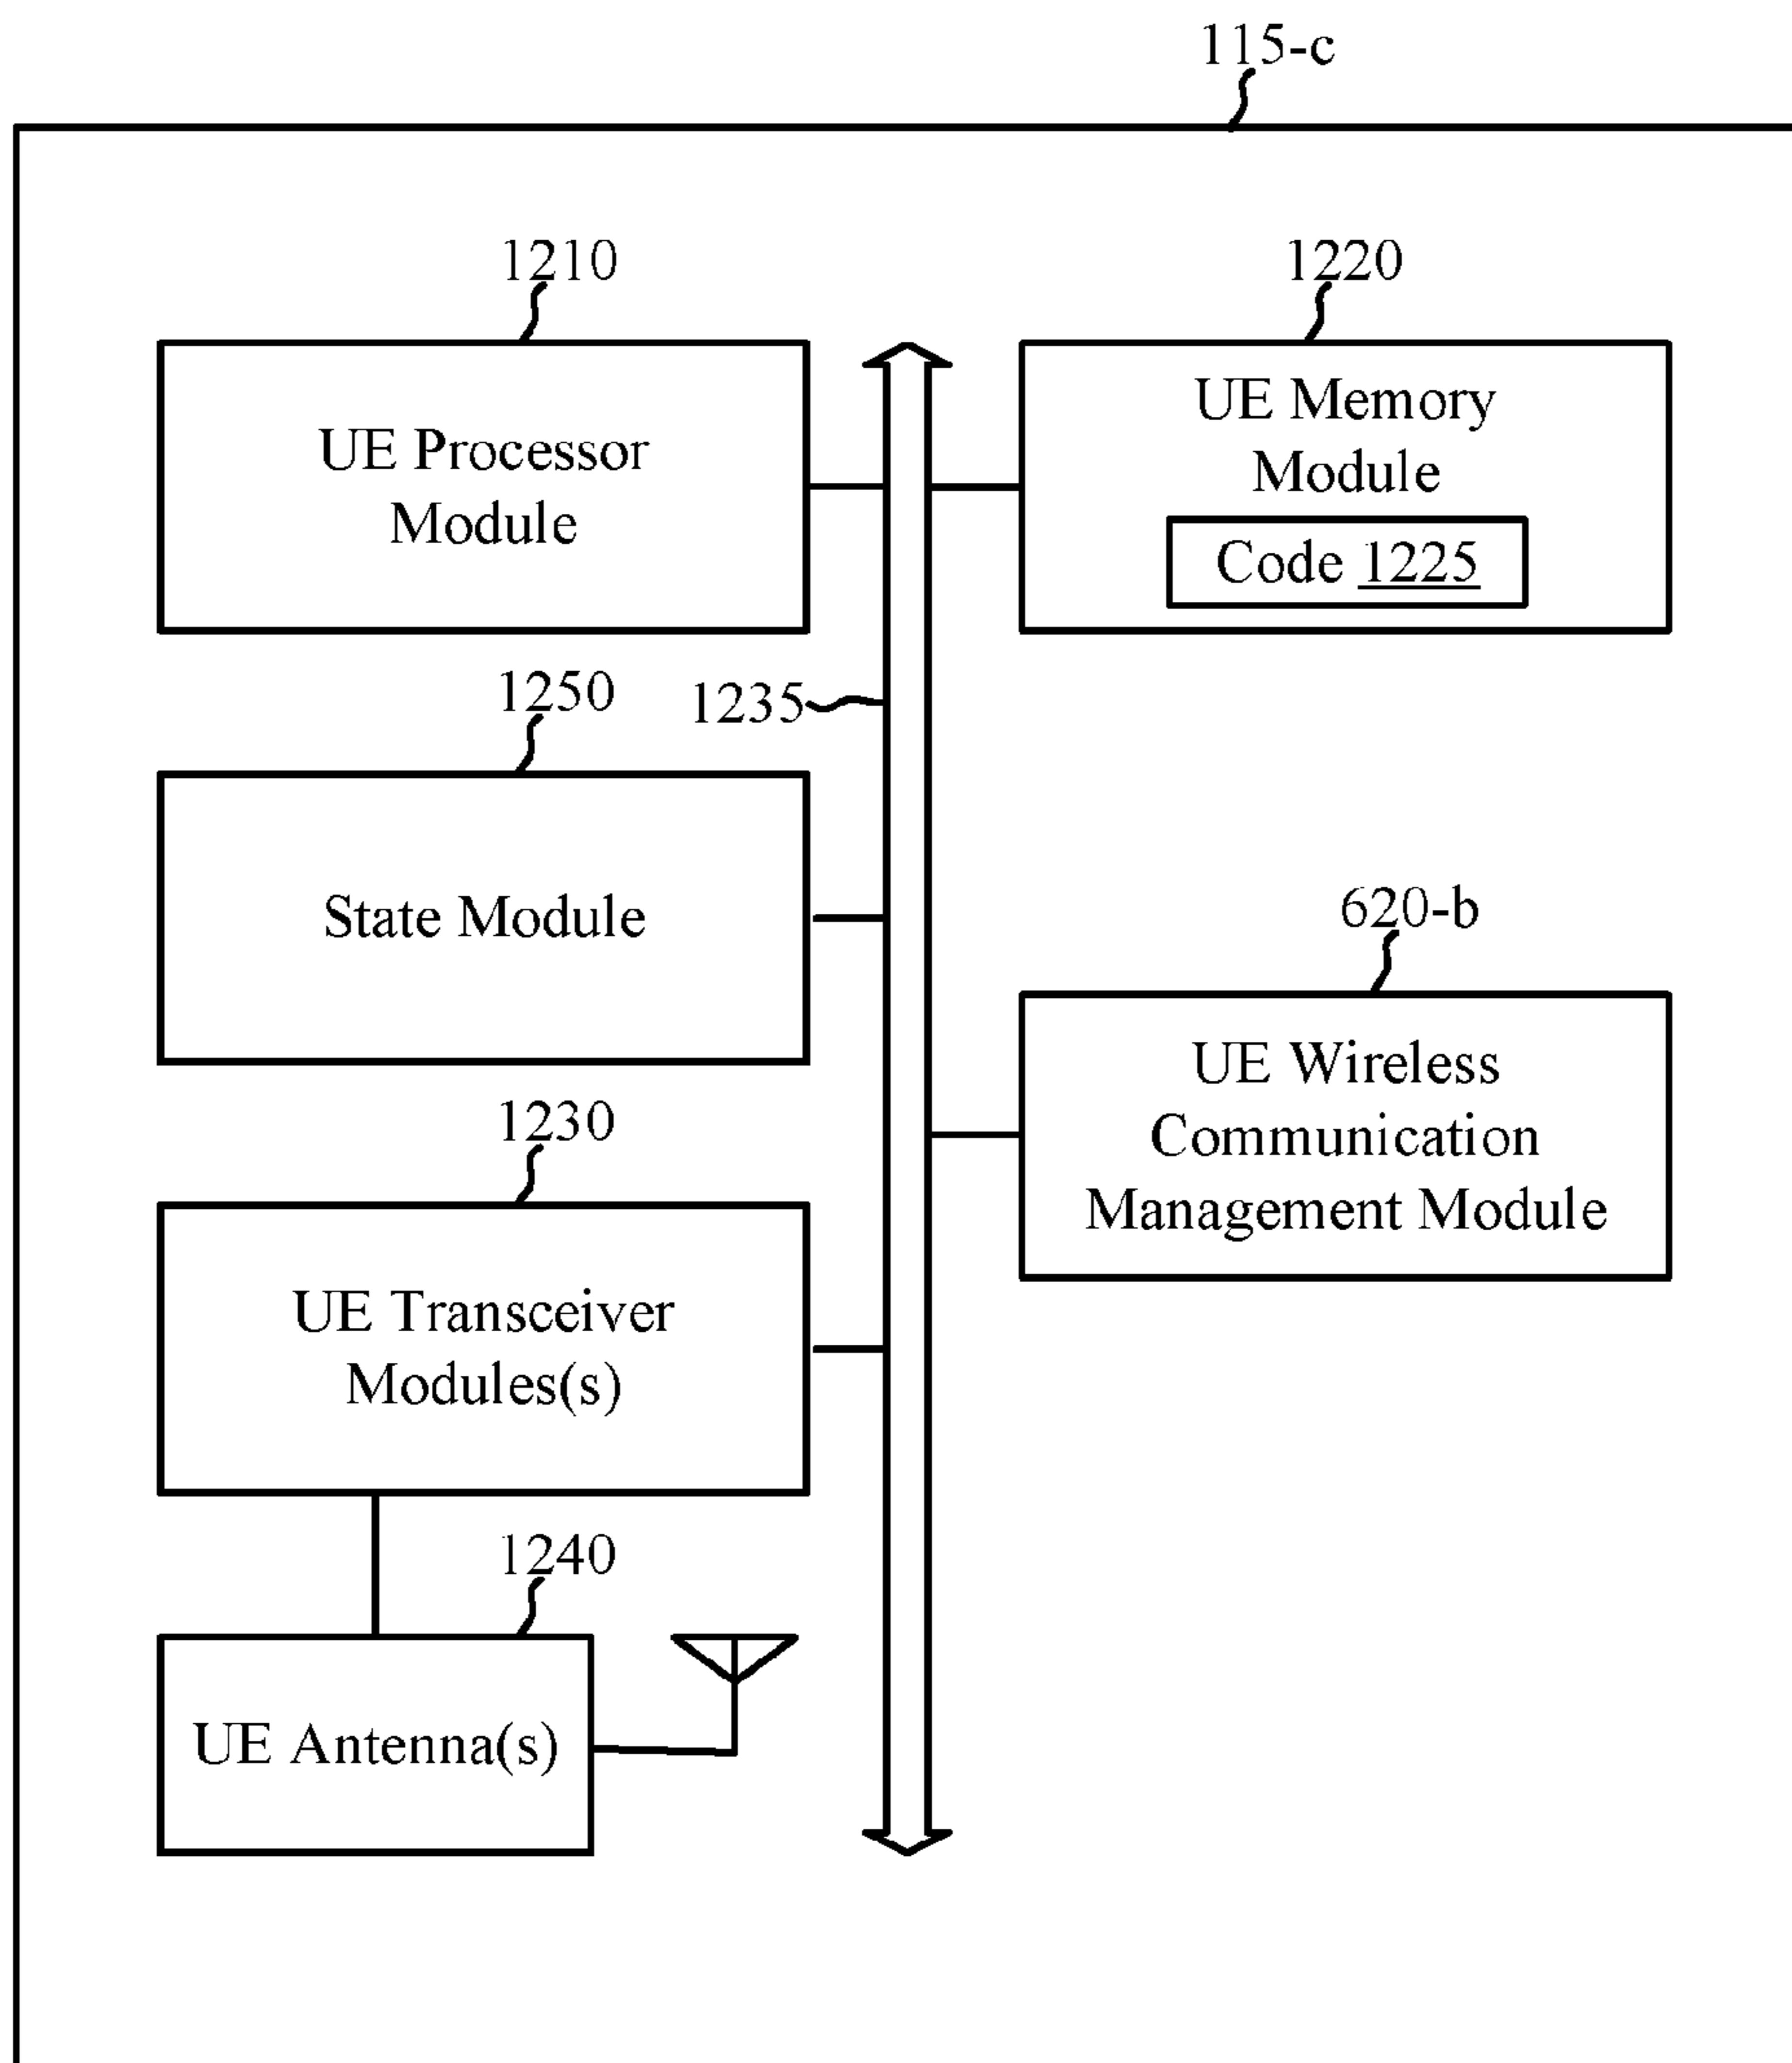 115-c
1210
UE Processor
Module
1220
UE Memory
Module
Code 1225
1250
1235
State Module
620-b
UE Wireless
Communication
Management Module
1230
UE Transceiver
Modules(s)
1240
UE Antenna(s)